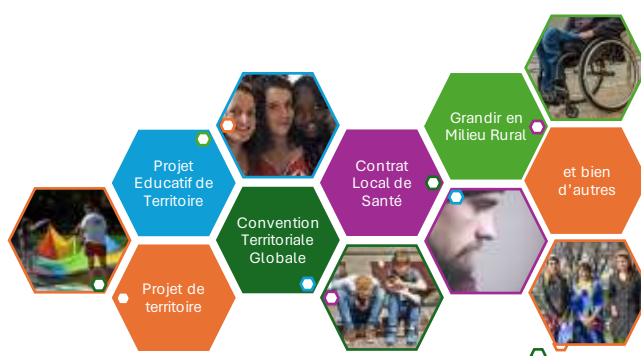 Projet
Educatif de
Territoire
Projet de
territoire
Convention
Territoriale
Globale
Contrat
Local de
Santé
Grandir en
Milieu Rural
et bien
d'autres